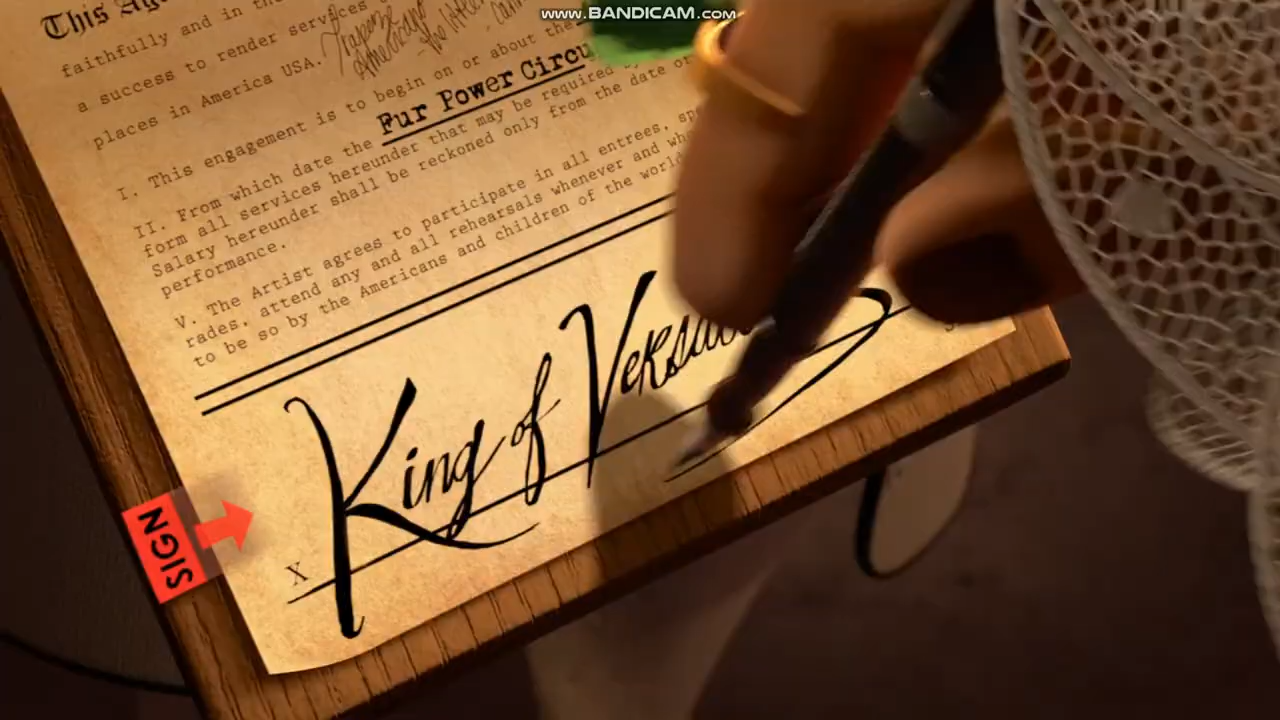 www.BANDICAM.com
This Ag
faithfully and in the
a success to render services
places in America USA.
I. This engagement is to begin on or about the
Fur Power Circu
II. From which date the
form all services hereunder that may be required
Salary hereunder shall be reckoned only from the date of
performance.
V. The Artist agrees to participate in all entrees, sp
rades, attend any and all rehearsals whenever and wh
to be so by the Americans and children of the world
King of Versa
X
SIGN